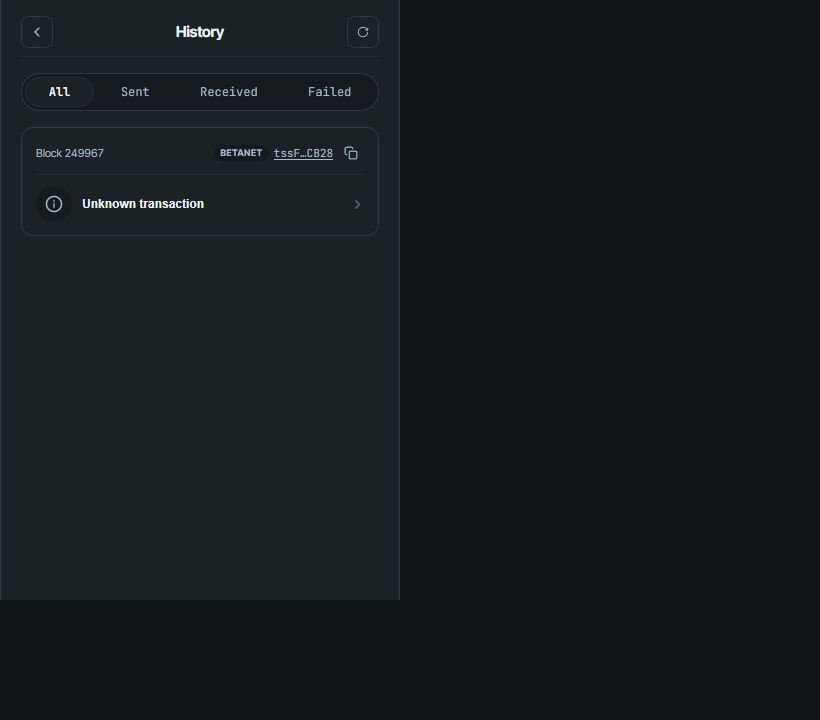 History
All Sent Received Failed
Block 249967 BETANET tssF…CB28
Unknown transaction